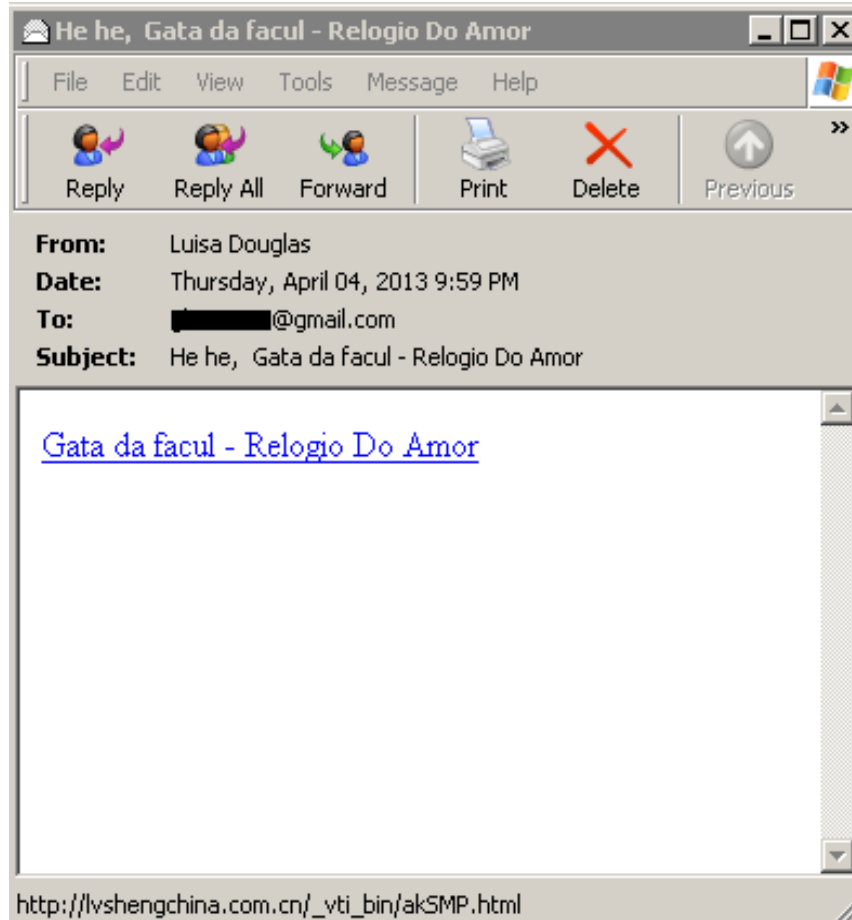 He he,  Gata da facul - Relogio Do Amor
File Edit View Tools Message Help
Reply Reply All Forward Print Delete Previous »
From: Luisa Douglas
Date: Thursday, April 04, 2013 9:59 PM
To: @gmail.com
Subject: He he,  Gata da facul - Relogio Do Amor
Gata da facul - Relogio Do Amor
http://lvshengchina.com.cn/_vti_bin/akSMP.html